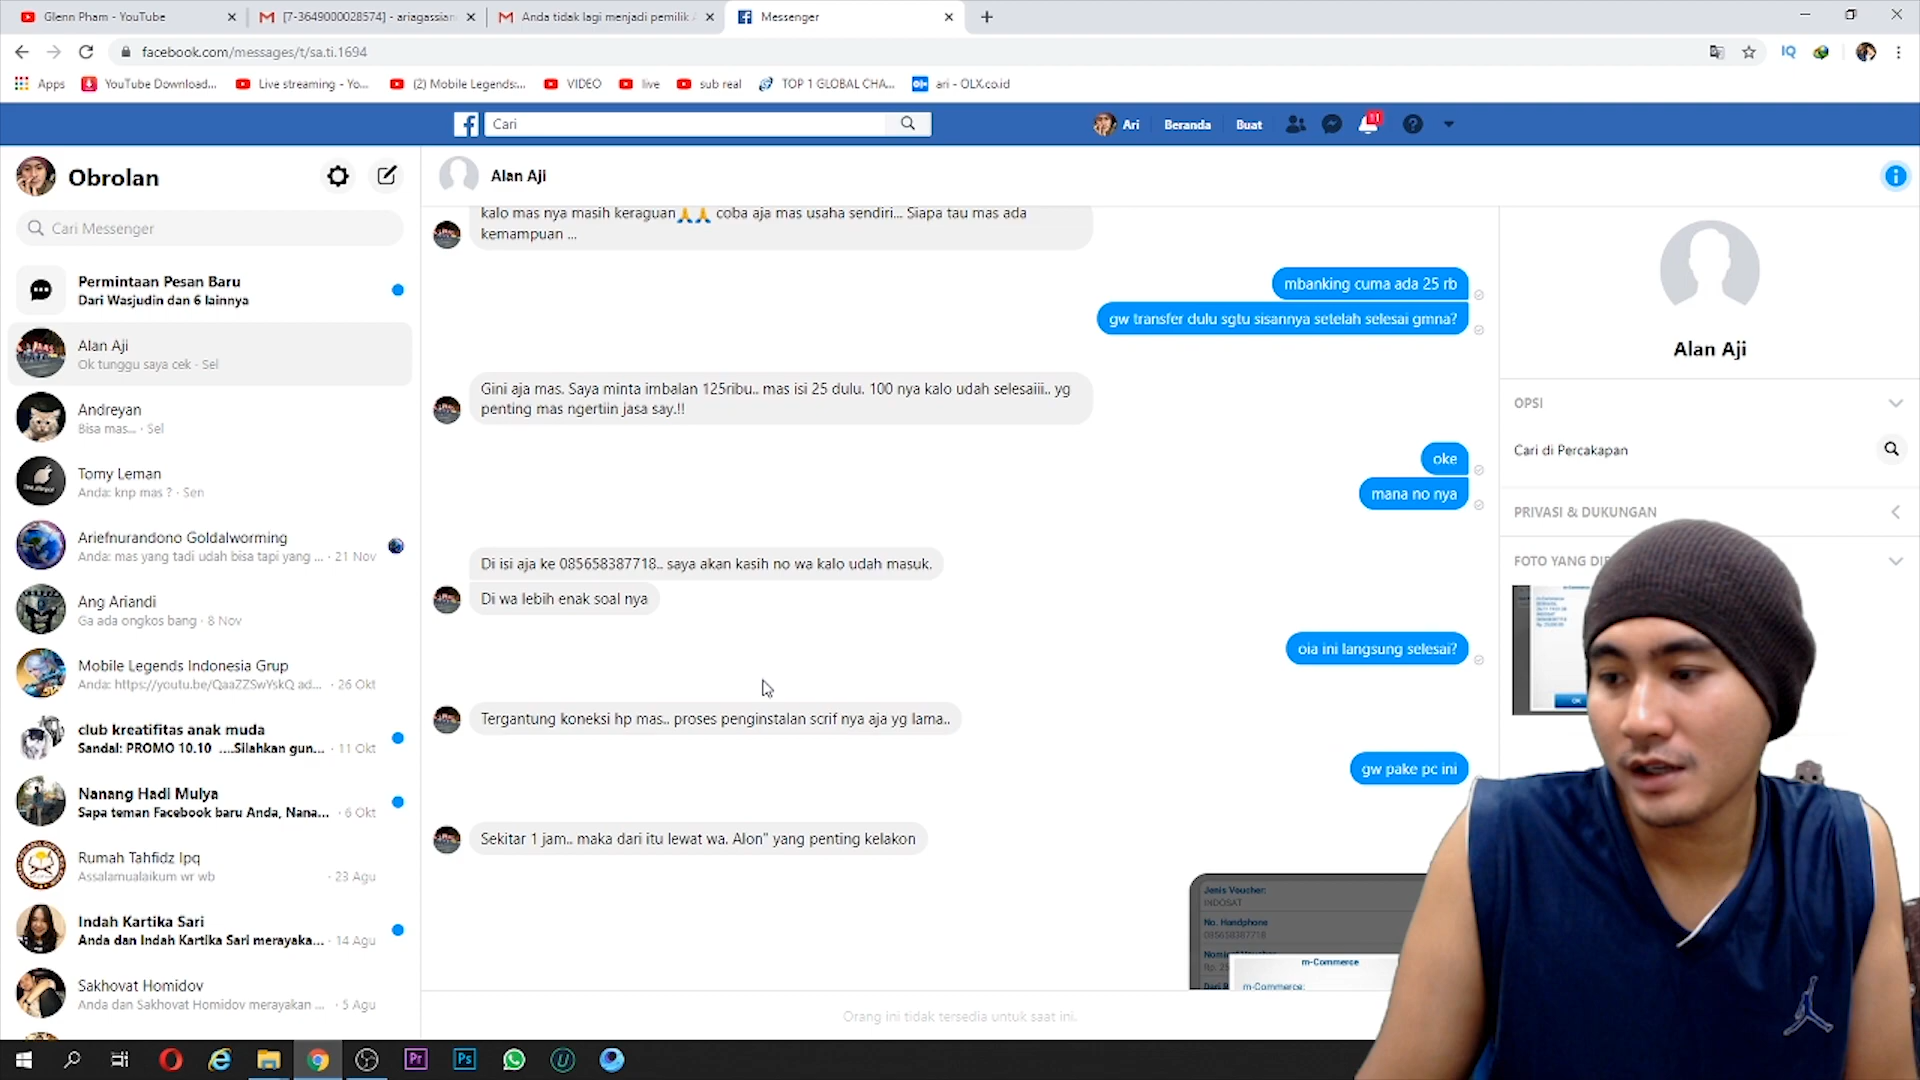 Glenn Pham - YouTube
[7-3649000028574] - ariagassian
Anda tidak lagi menjadi pemilik
Messenger
facebook.com/messages/t/sa.ti.1694
IQ
Apps
YouTube Download...
Live streaming - Yo...
(2) Mobile Legends:...
VIDEO
live
sub real
TOP 1 GLOBAL CHA...
ari - OLX.co.id
Cari
Ari
Beranda
Buat
Obrolan
Cari Messenger
Permintaan Pesan Baru
Dari Wasjudin dan 6 lainnya
Alan Aji
Ok tunggu saya cek · Sel
Andreyan
Bisa mas... · Sel
Tomy Leman
Anda: knp mas ? · Sen
Ariefnurandono Goldalworming
Anda: mas yang tadi udah bisa tapi yang ... · 21 Nov
Ang Ariandi
Ga ada ongkos bang · 8 Nov
Mobile Legends Indonesia Grup
Anda: https://youtu.be/QaaZZSwYskQ ad... · 26 Okt
club kreatifitas anak muda
Sandal: PROMO 10.10 ....Silahkan gun... · 11 Okt
Nanang Hadi Mulya
Sapa teman Facebook baru Anda, Nana... · 6 Okt
Rumah Tahfidz Ipq
Assalamualaikum wr wb · 23 Agu
Indah Kartika Sari
Anda dan Indah Kartika Sari merayaka... · 14 Agu
Sakhovat Homidov
Anda dan Sakhovat Homidov merayakan ... · 5 Agu
Alan Aji
kalo mas nya masih keraguan🙏🙏 coba aja mas usaha sendiri... Siapa tau mas ada
kemampuan ...
mbanking cuma ada 25 rb
gw transfer dulu sgtu sisannya setelah selesai gmna?
Gini aja mas. Saya minta imbalan 125ribu.. mas isi 25 dulu. 100 nya kalo udah selesaiii.. yg
penting mas ngertiin jasa say.!!
oke
mana no nya
Di isi aja ke 085658387718.. saya akan kasih no wa kalo udah masuk.
Di wa lebih enak soal nya
oia ini langsung selesai?
Tergantung koneksi hp mas.. proses penginstalan scrif nya aja yg lama..
gw pake pc ini
Sekitar 1 jam.. maka dari itu lewat wa. Alon" yang penting kelakon
Jenis Voucher:
INDOSAT
No. Handphone
085658387718
m-Commerce
m-Commerce:
Orang ini tidak tersedia untuk saat ini.
Alan Aji
OPSI
Cari di Percakapan
PRIVASI & DUKUNGAN
FOTO YANG
Pr
Ps